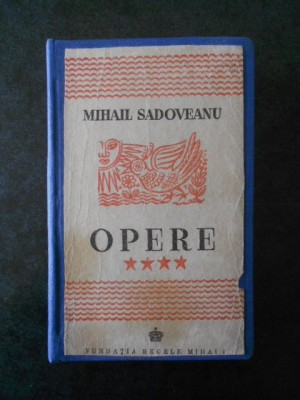 MIHAIL SADOVEANU
OPERE
★★★★
FUNDAȚIA REGELE MIHAI I